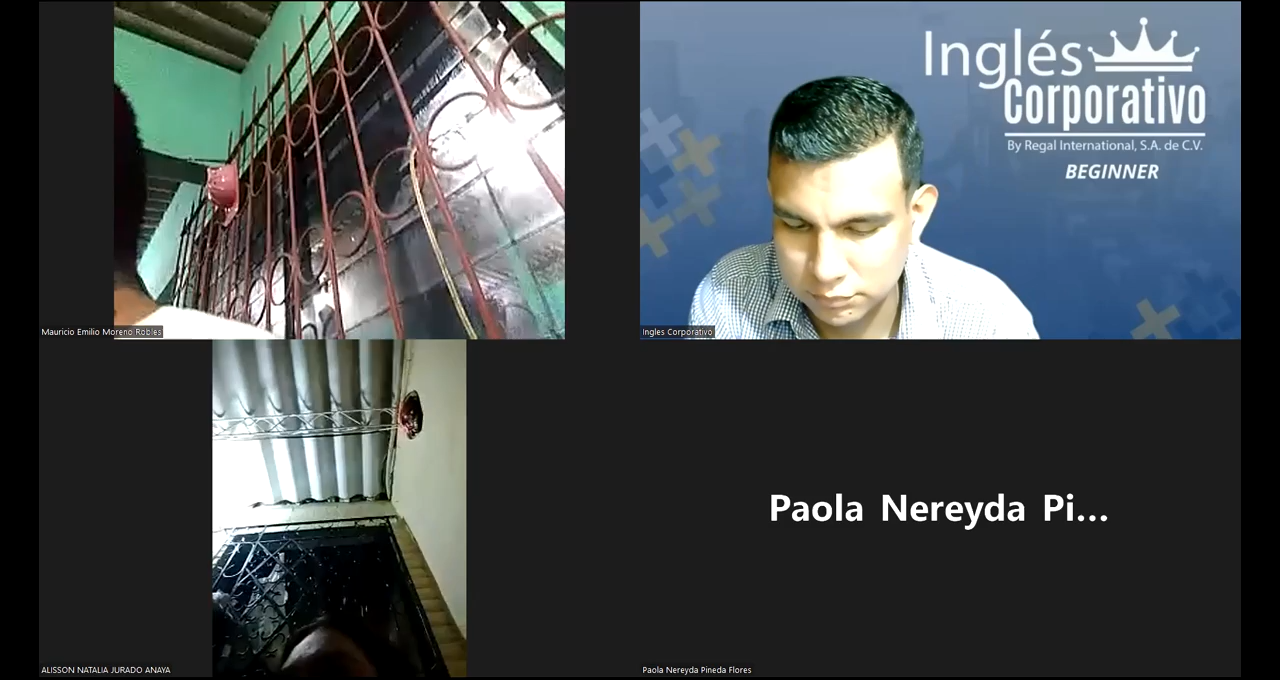 Inglés
Corporativo
By Regal International, S.A. de C.V.
BEGINNER
Mauricio Emilio Moreno Robles
Ingles Corporativo
Paola Nereyda Pi...
ALISSON NATALIA JURADO ANAYA
Paola Nereyda Pineda Flores